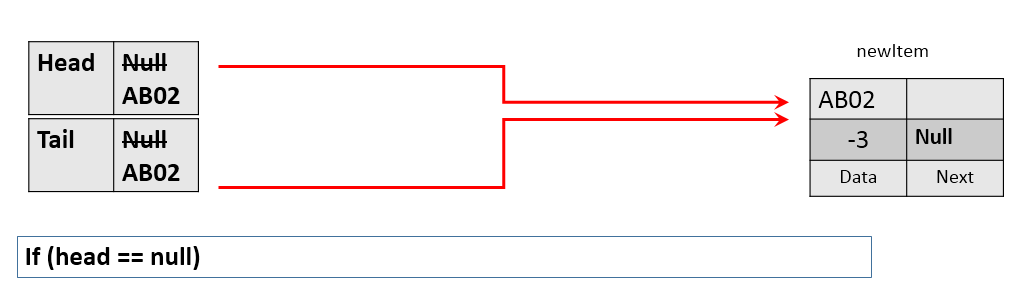 Head Null
AB02
Tail Null
AB02
newItem
AB02
-3 Null
Data Next
If (head == null)